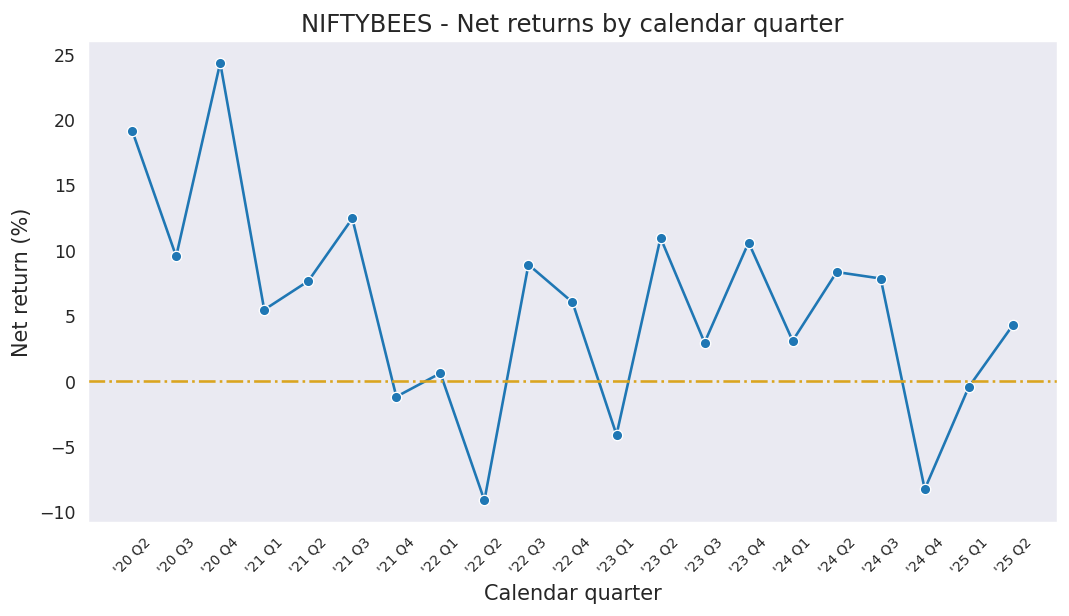 NIFTYBEES - Net returns by calendar quarter
Net return (%)
25
20
15
10
5
0
−5
−10
'20 Q2
'20 Q3
'20 Q4
'21 Q1
'21 Q2
'21 Q3
'21 Q4
'22 Q1
'22 Q2
'22 Q3
'22 Q4
'23 Q1
'23 Q2
'23 Q3
'23 Q4
'24 Q1
'24 Q2
'24 Q3
'24 Q4
'25 Q1
'25 Q2
Calendar quarter